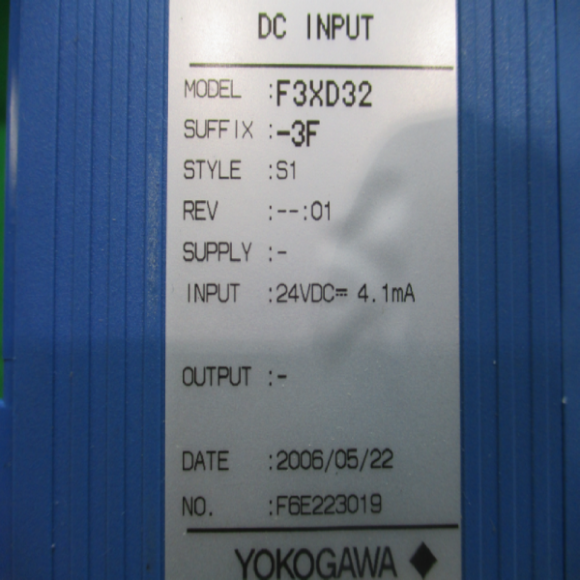 DC INPUT
MODEL :F3XD32
SUFFIX :-3F
STYLE :S1
REV :--:01
SUPPLY :-
INPUT :24VDC⎓ 4.1mA
OUTPUT :-
DATE :2006/05/22
NO. :F6E223019
YOKOGAWA ◆